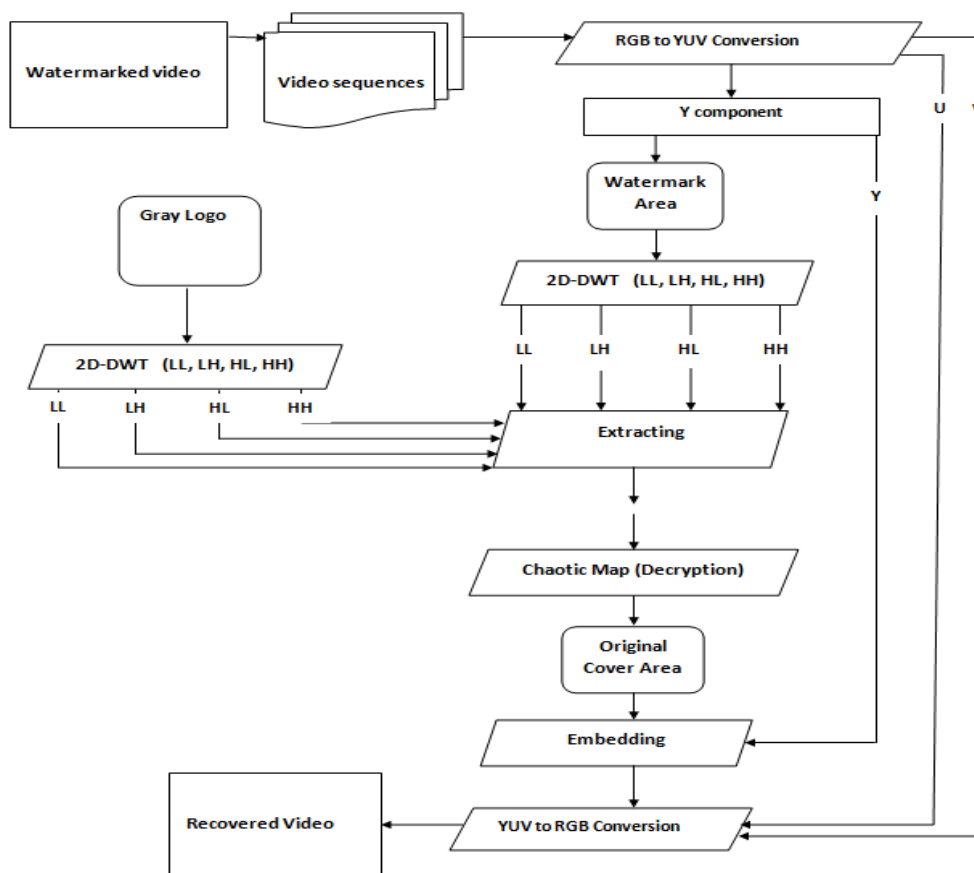 RGB to YUV Conversion
Watermarked video
Video sequences
U
Y component
Watermark
Area
Y
Gray Logo
2D-DWT (LL, LH, HL, HH)
LL LH HL HH
2D-DWT (LL, LH, HL, HH)
LL LH HL HH
Extracting
Chaotic Map (Decryption)
Original
Cover Area
Embedding
Recovered Video
YUV to RGB Conversion